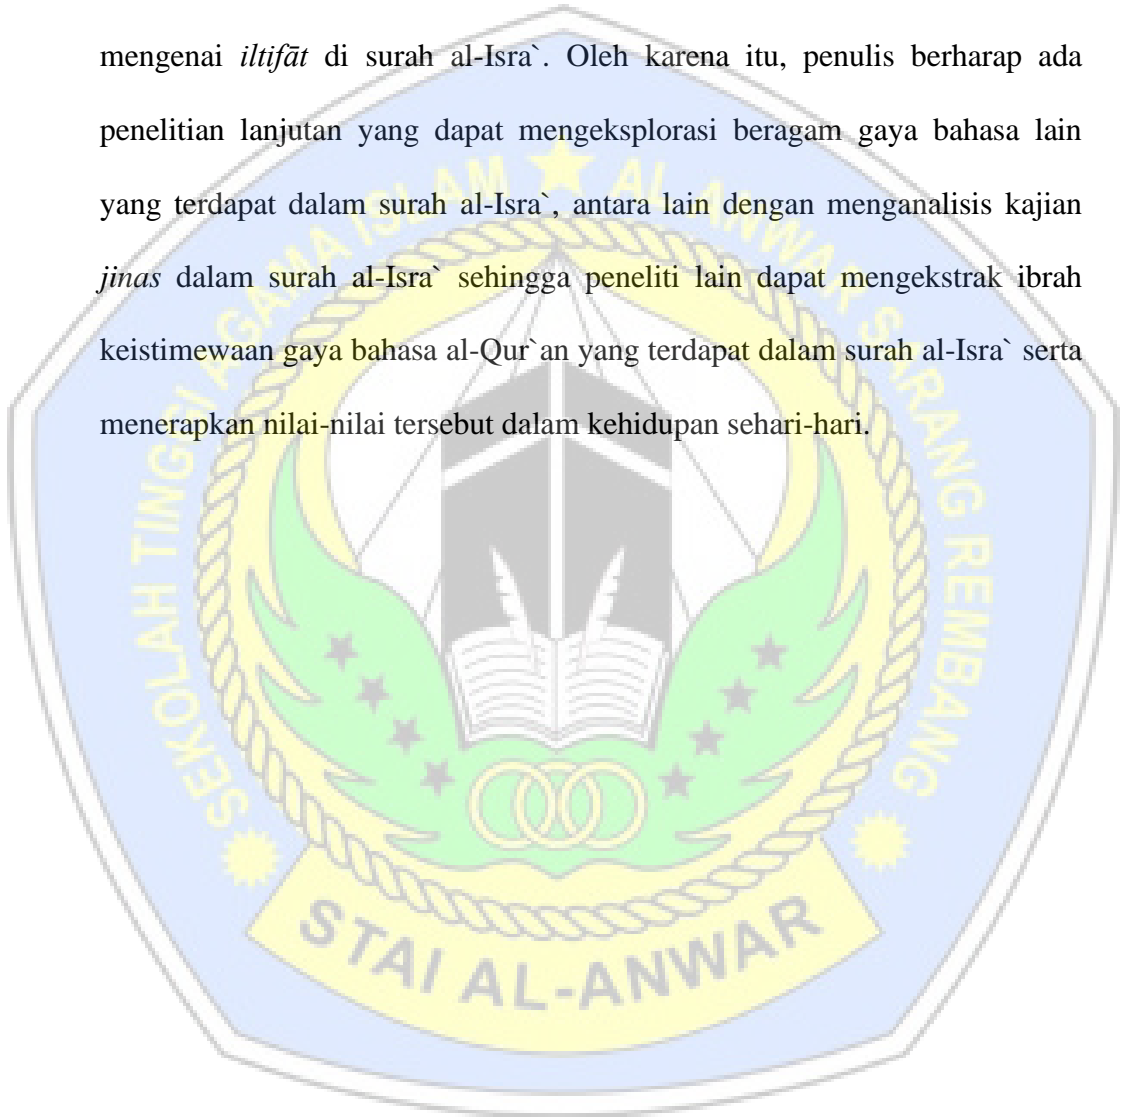 mengenai iltifāt di surah al-Isra`. Oleh karena itu, penulis berharap ada
penelitian lanjutan yang dapat mengeksplorasi beragam gaya bahasa lain
yang terdapat dalam surah al-Isra`, antara lain dengan menganalisis kajian
jinas dalam surah al-Isra` sehingga peneliti lain dapat mengekstrak ibrah
keistimewaan gaya bahasa al-Qur`an yang terdapat dalam surah al-Isra` serta
menerapkan nilai-nilai tersebut dalam kehidupan sehari-hari.
SEKOLAH TINGGI AGAMA ISLAM AL-ANWAR SARANG REMBANG
STAI AL-ANWAR